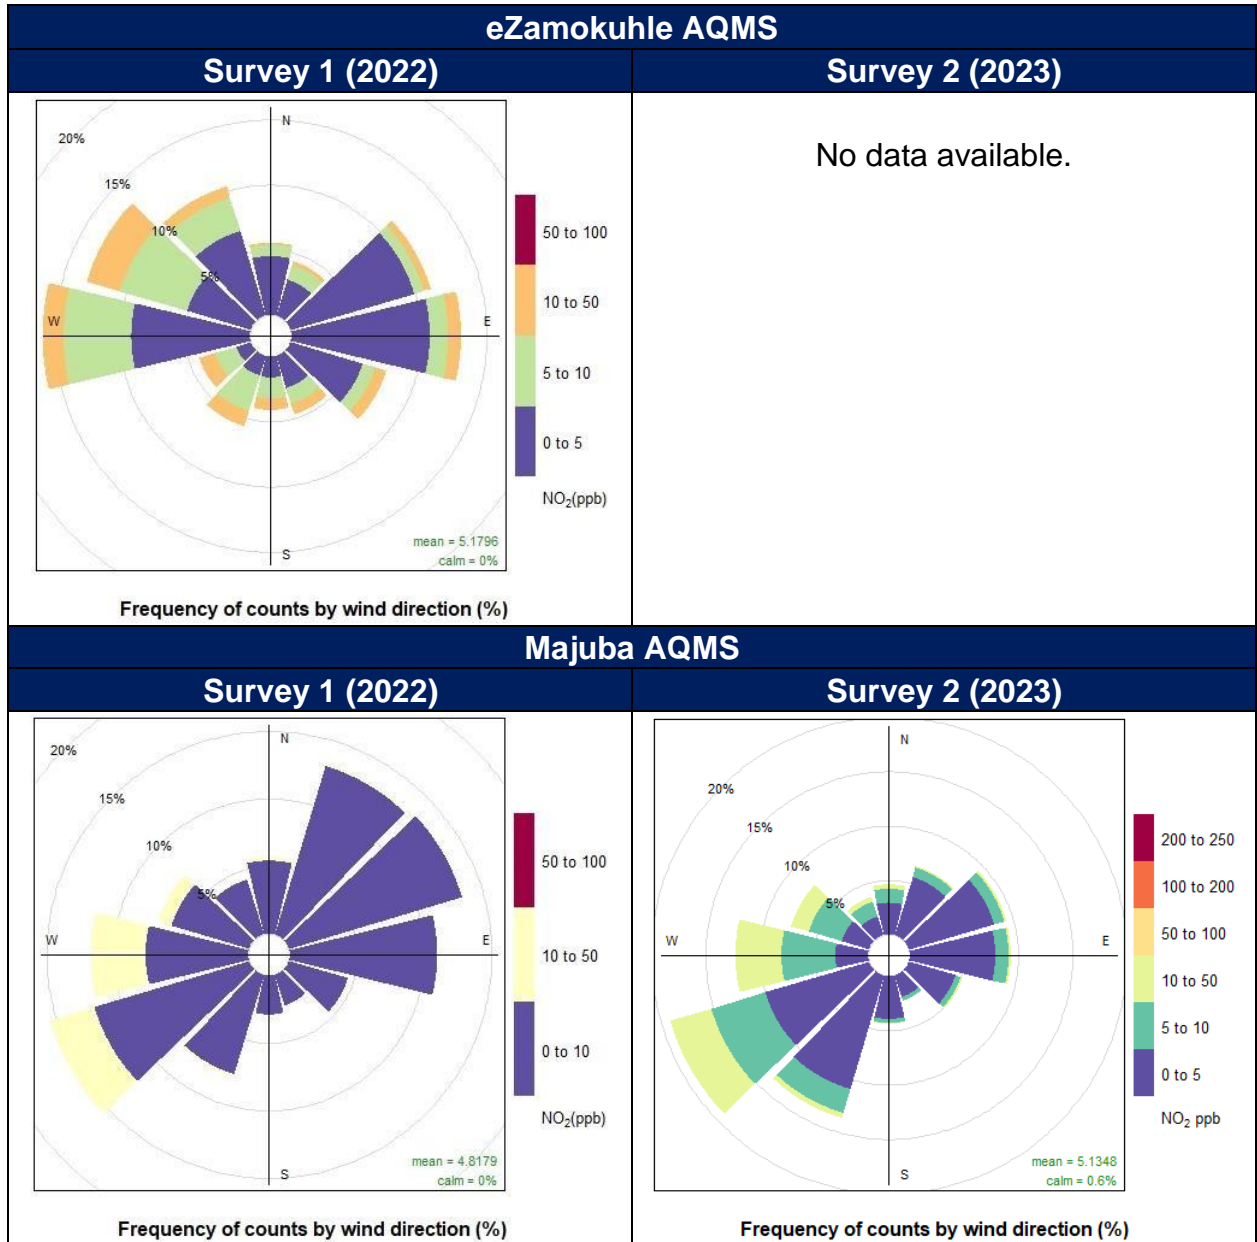 eZamokuhle AQMS
Survey 1 (2022)
Survey 2 (2023)
N
20%
15%
10%
5%
W
E
S
50 to 100
10 to 50
5 to 10
0 to 5
NO₂(ppb)
mean = 5.1796
calm = 0%
Frequency of counts by wind direction (%)
No data available.
Majuba AQMS
Survey 1 (2022)
Survey 2 (2023)
N
20%
15%
10%
5%
W
E
S
50 to 100
10 to 50
0 to 10
NO₂(ppb)
mean = 4.8179
calm = 0%
Frequency of counts by wind direction (%)
N
20%
15%
10%
5%
W
E
S
200 to 250
100 to 200
50 to 100
10 to 50
5 to 10
0 to 5
NO₂ ppb
mean = 5.1348
calm = 0.6%
Frequency of counts by wind direction (%)